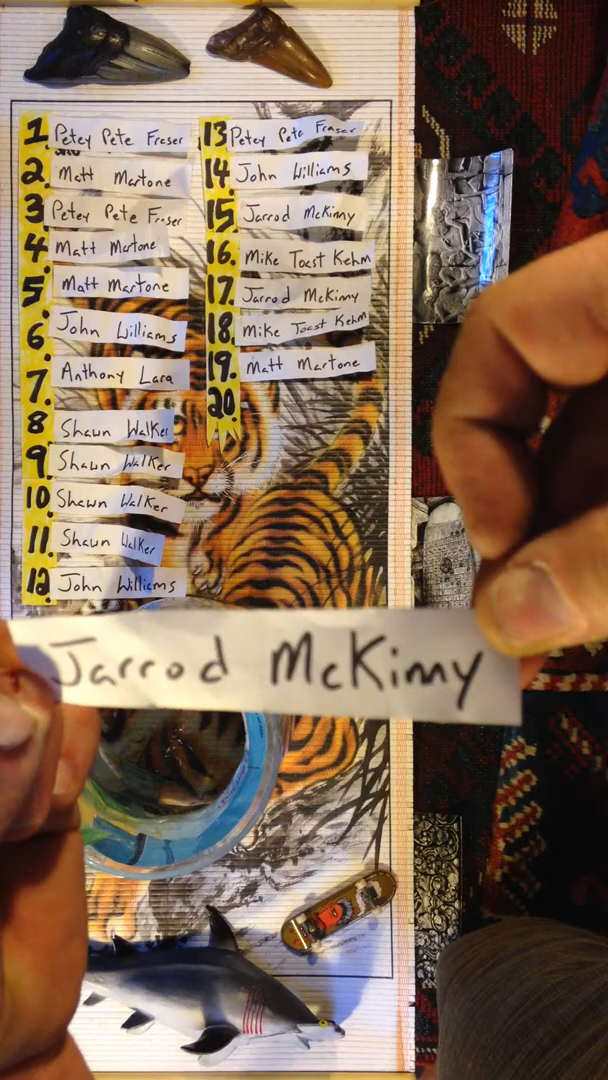 1 Petey Pete Fraser
2. Matt Martone
3 Petey Pete Fraser
4. Matt Martone
5. Matt Martone
6. John Williams
7. Anthony Lara
8 Shawn Walker
9 Shawn Walker
10. Shawn Walker
11. Shawn Walker
12. John Williams
13 Petey Pete Fraser
14. John Williams
15 Jarrod McKinny
16. Mike Toast Kehm
17. Jarrod McKinny
18. Mike Toast Kehm
19. Matt Martone
20.
Jarrod McKinny